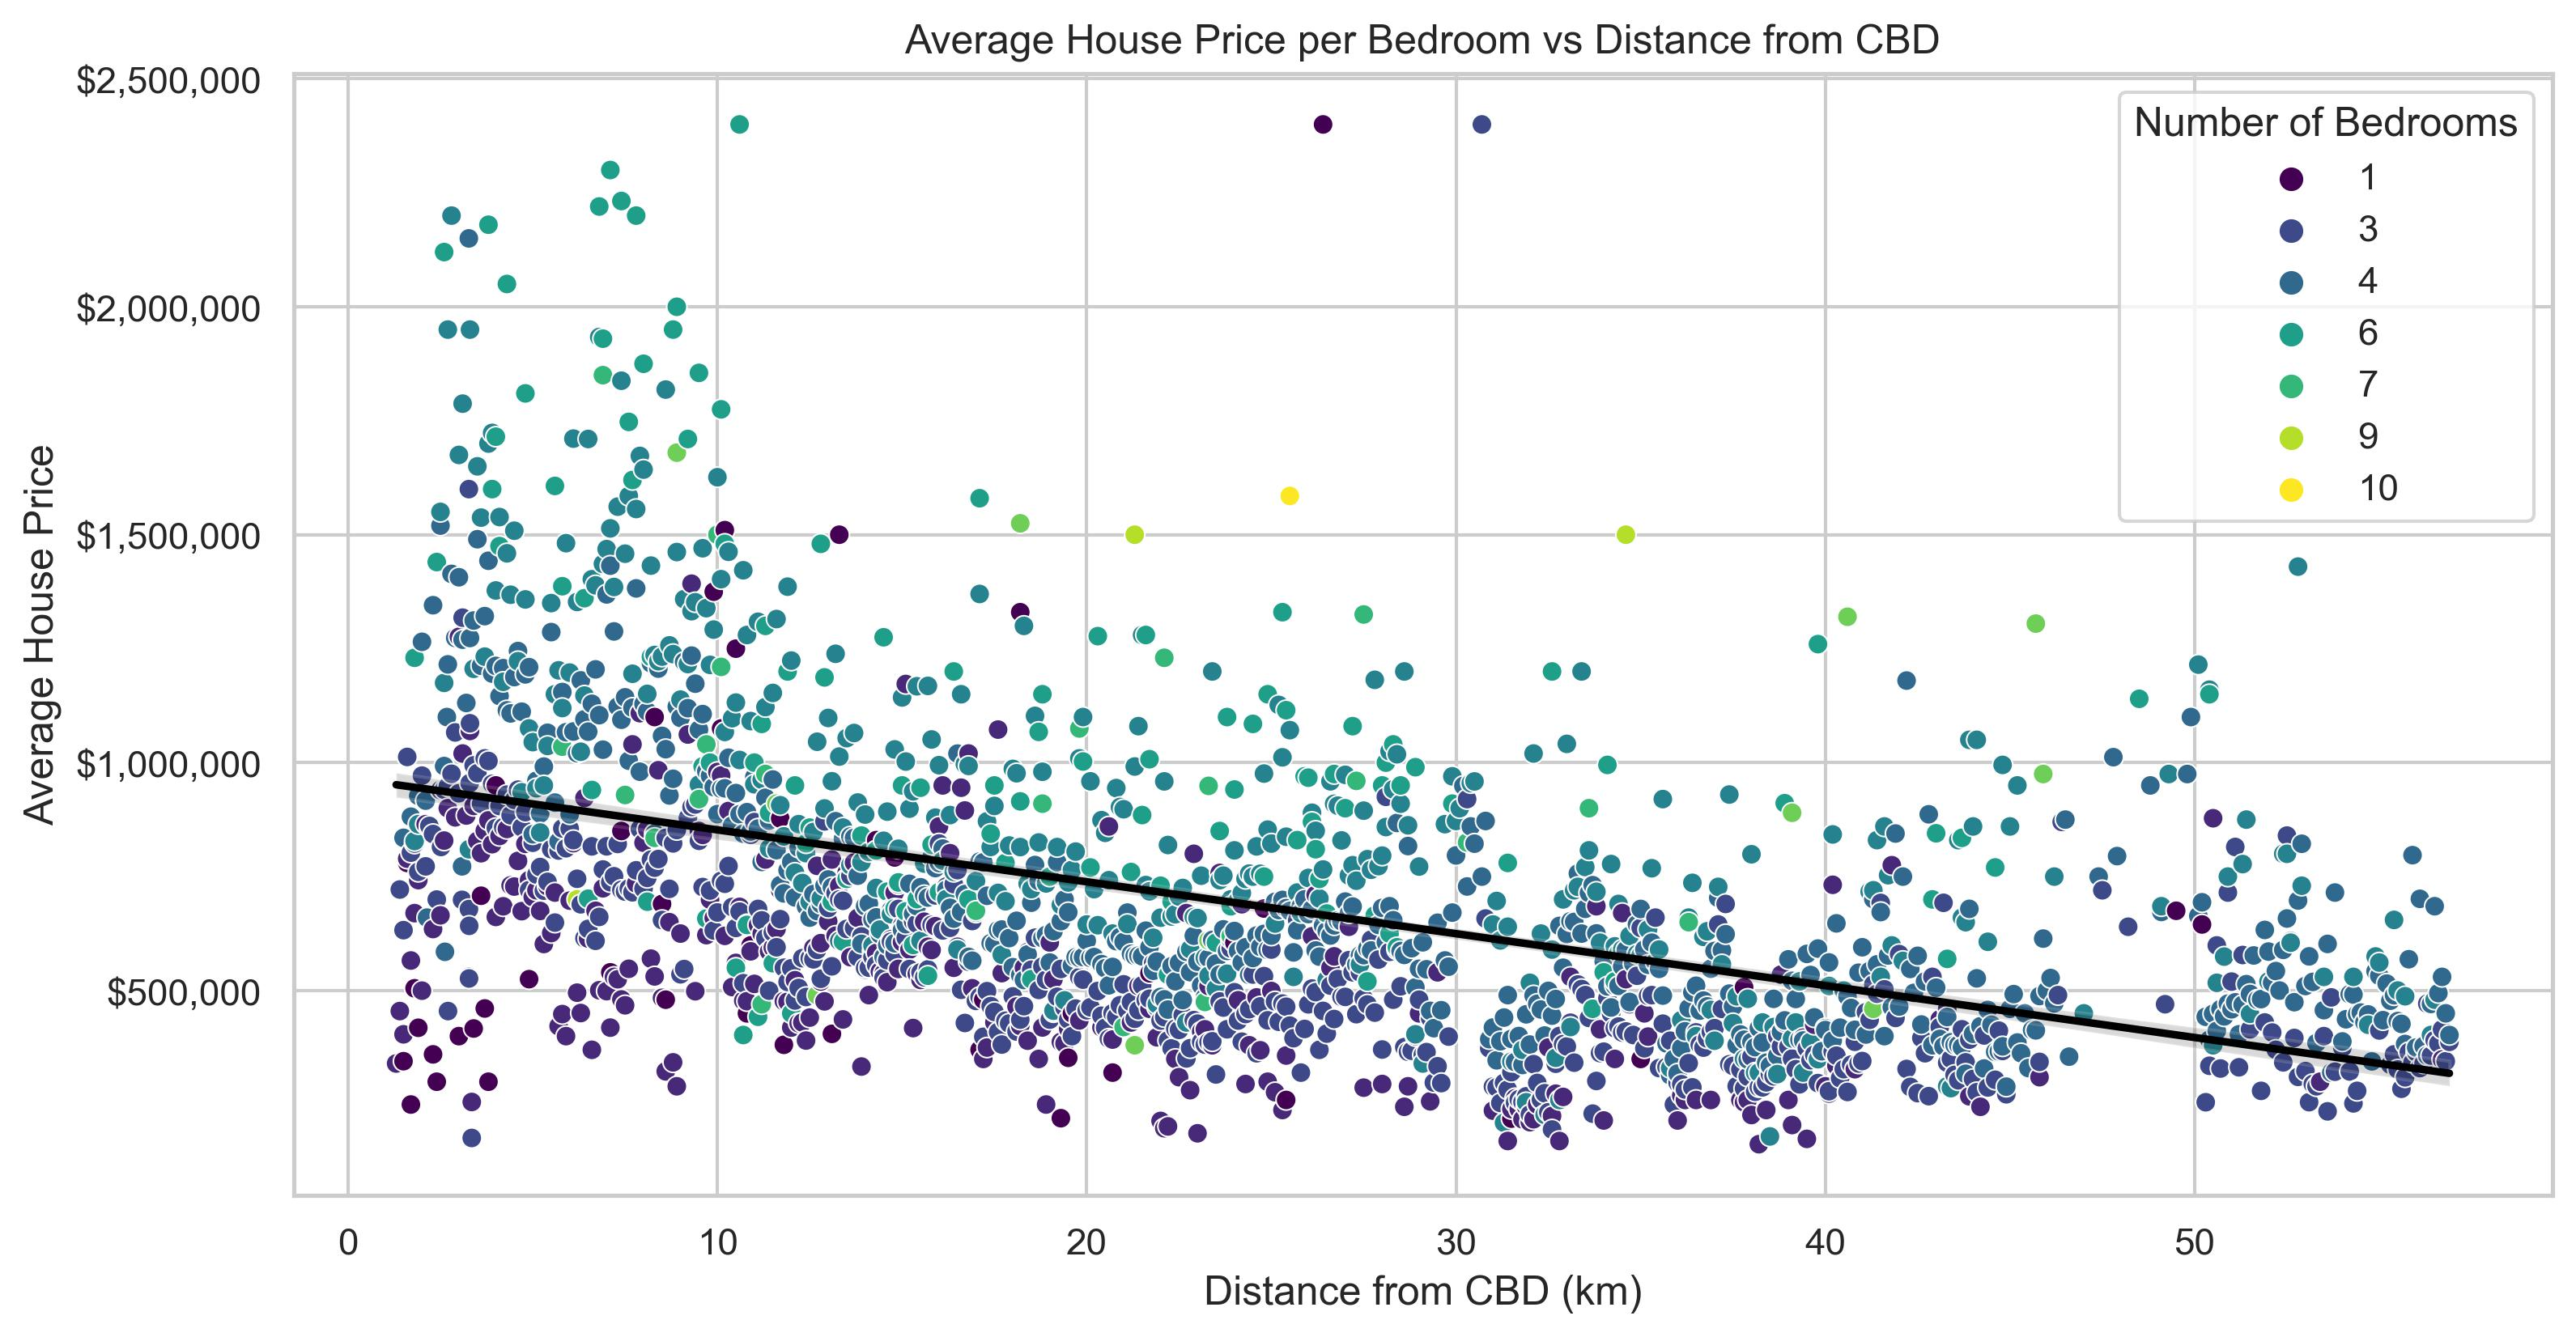 Average House Price per Bedroom vs Distance from CBD
$2,500,000
$2,000,000
$1,500,000
$1,000,000
$500,000
Average House Price
Number of Bedrooms
1
3
4
6
7
9
10
0 10 20 30 40 50
Distance from CBD (km)